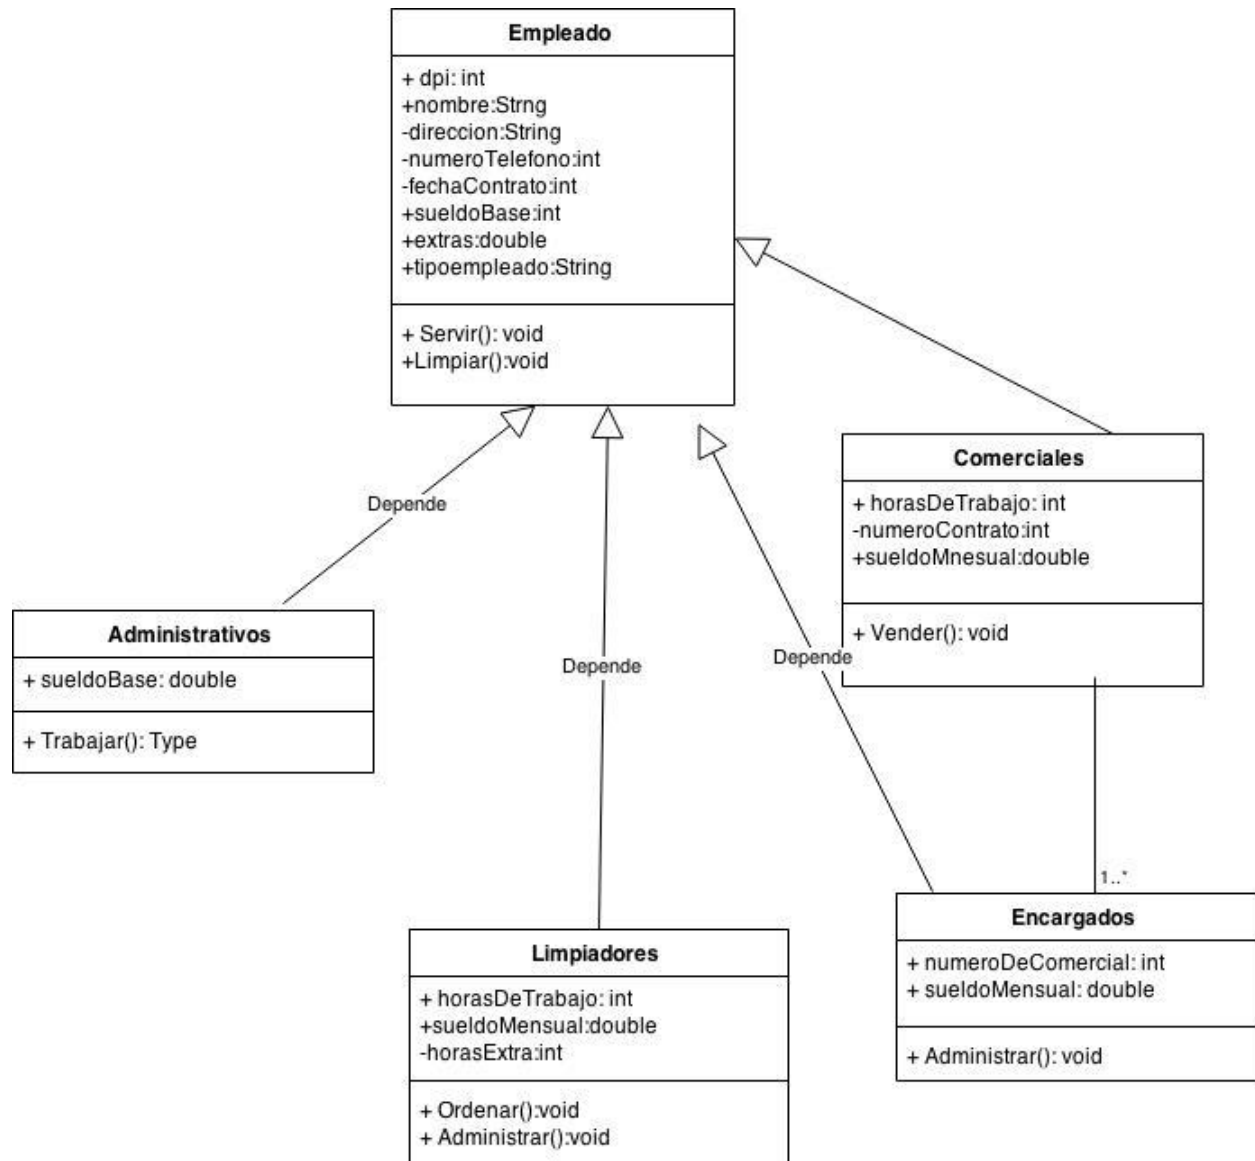 Empleado
+ dpi: int
+nombre:Strng
-direccion:String
-numeroTelefono:int
-fechaContrato:int
+sueldoBase:int
+extras:double
+tipoempleado:String
+ Servir(): void
+Limpiar():void
Depende
Depende
Depende
Comerciales
+ horasDeTrabajo: int
-numeroContrato:int
+sueldoMnesual:double
+ Vender(): void
Administrativos
+ sueldoBase: double
+ Trabajar(): Type
1..*
Limpiadores
+ horasDeTrabajo: int
+sueldoMensual:double
-horasExtra:int
+ Ordenar():void
+ Administrar():void
Encargados
+ numeroDeComercial: int
+ sueldoMensual: double
+ Administrar(): void